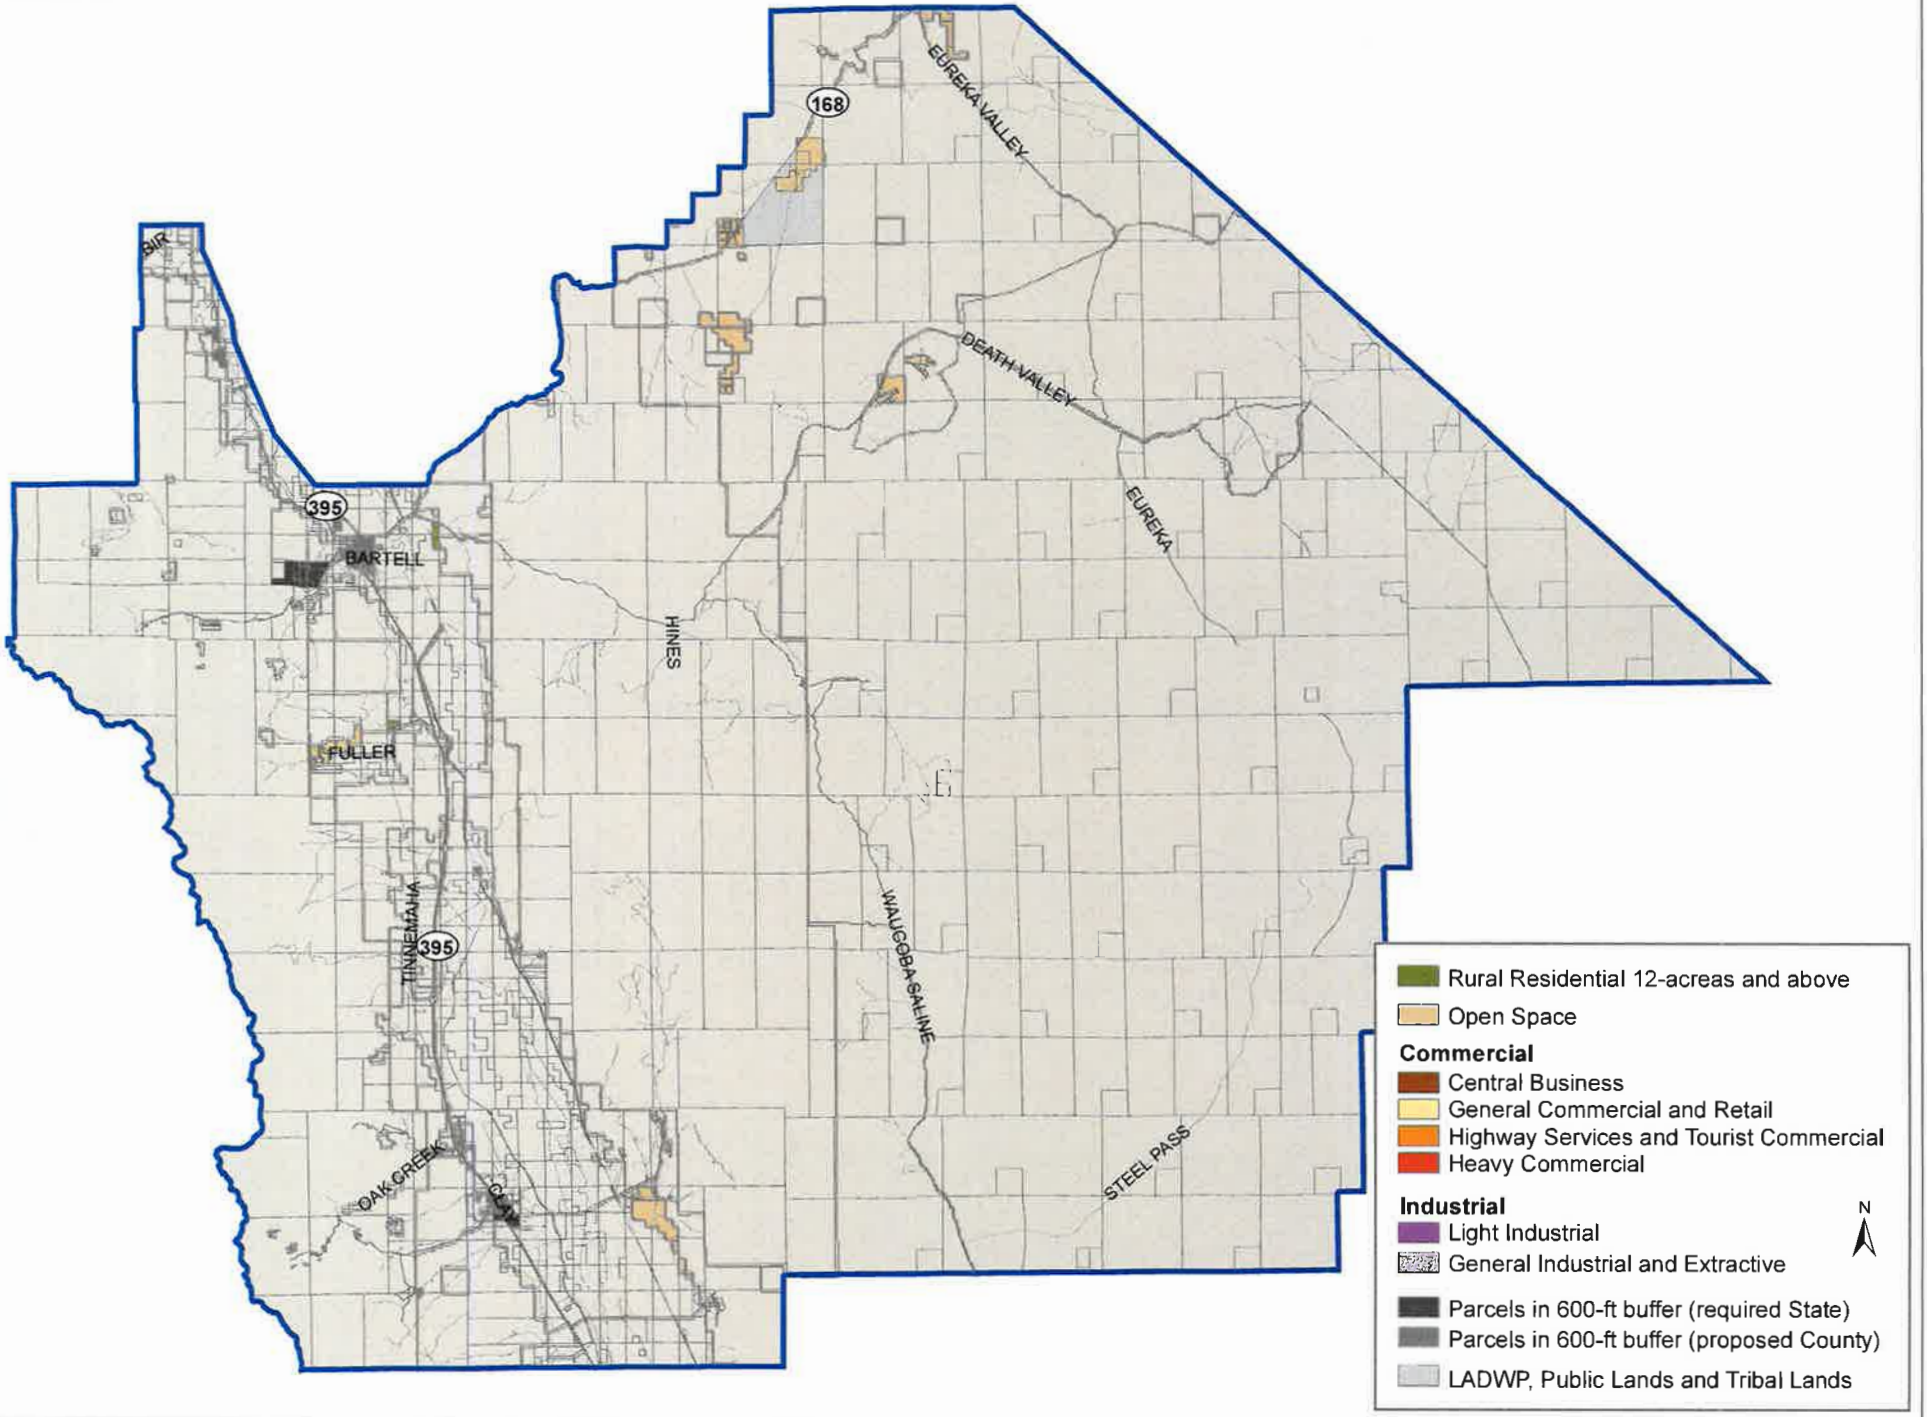 168
EUREKA VALLEY
BIR
DEATH VALLEY
395
BARTELL
EUREKA
HINES
FULLER
TINNEMAHA
395
WAUGOBA SALINE
OAK CREEK
CLAY
STEEL PASS
Rural Residential 12-acreas and above
Open Space
Commercial
Central Business
General Commercial and Retail
Highway Services and Tourist Commercial
Heavy Commercial
Industrial
N
Light Industrial
General Industrial and Extractive
Parcels in 600-ft buffer (required State)
Parcels in 600-ft buffer (proposed County)
LADWP, Public Lands and Tribal Lands